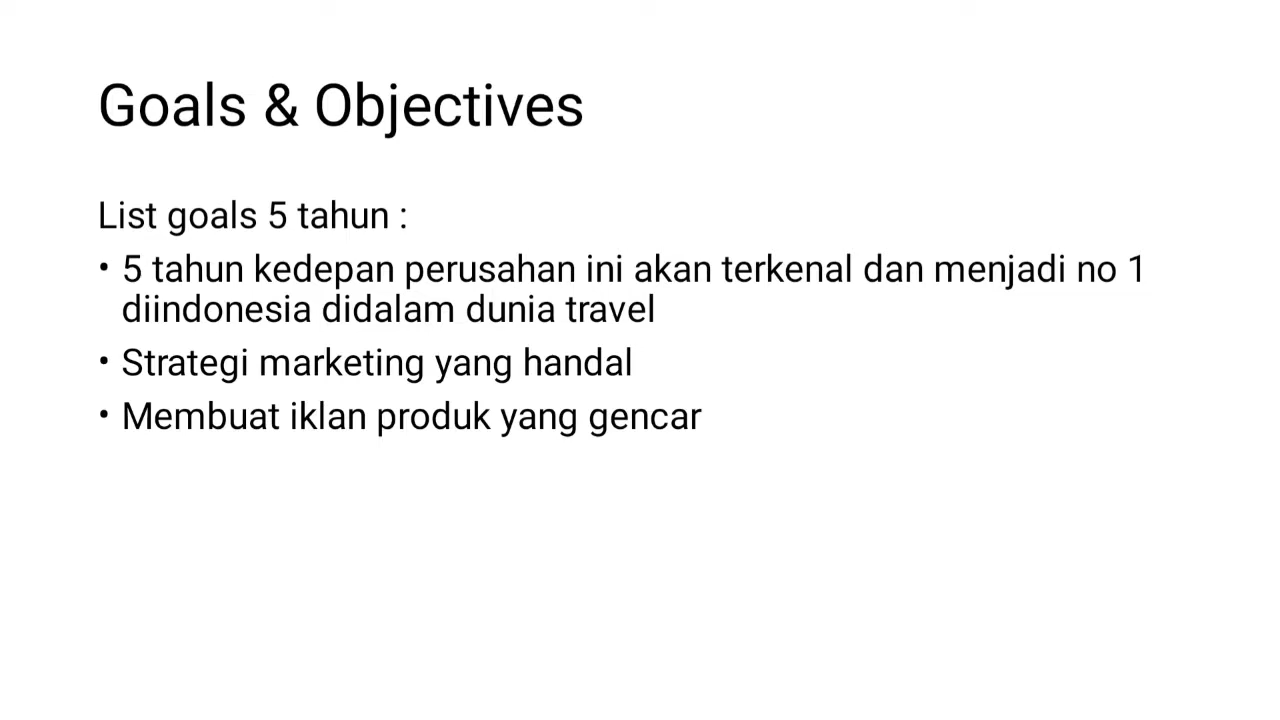 Goals & Objectives
List goals 5 tahun :
• 5 tahun kedepan perusahan ini akan terkenal dan menjadi no 1
diindonesia didalam dunia travel
• Strategi marketing yang handal
• Membuat iklan produk yang gencar